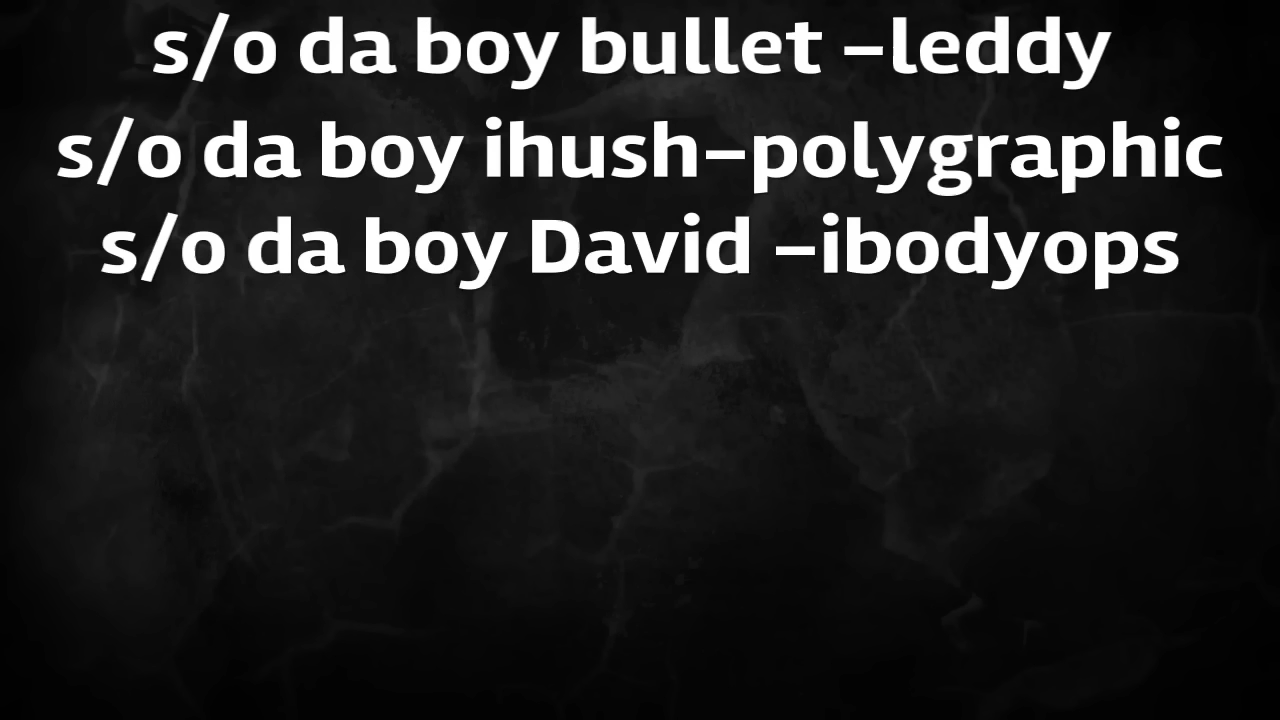 s/o da boy bullet –leddy
s/o da boy ihush–polygraphic
s/o da boy David –ibodyops